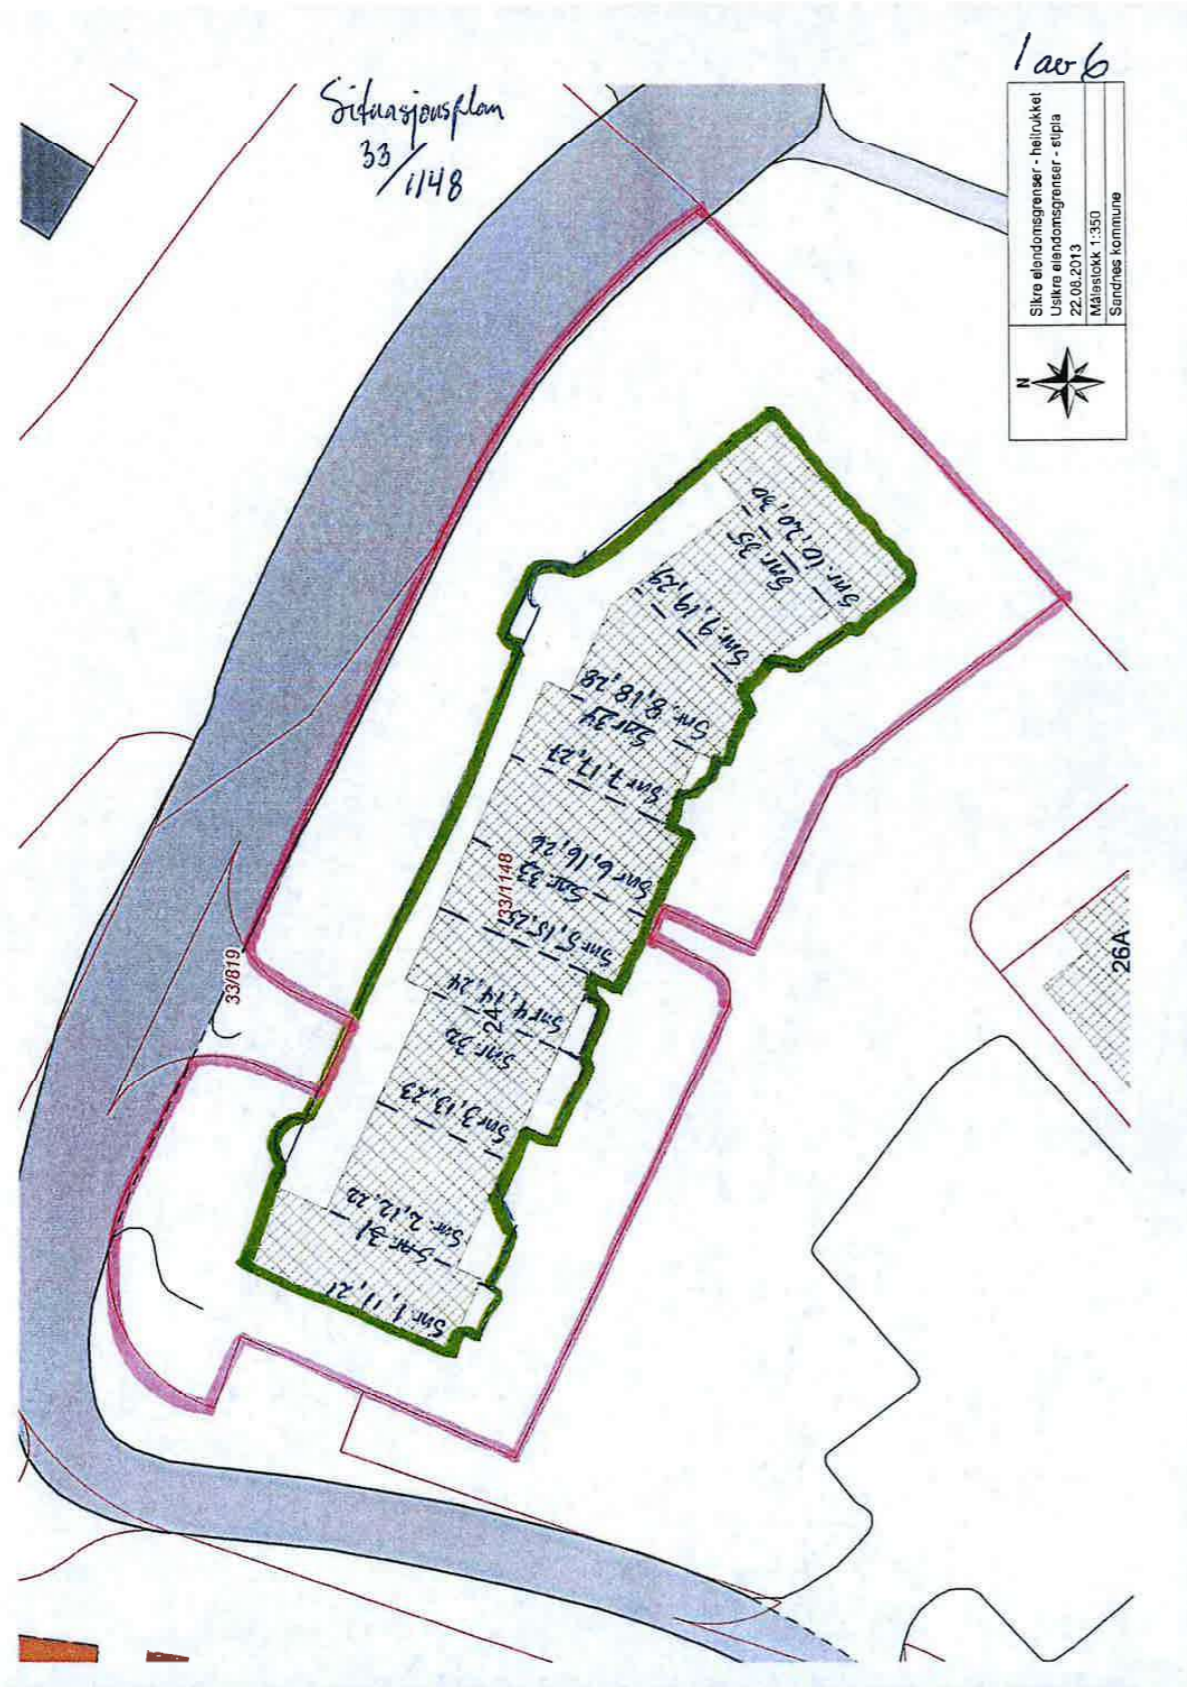 1 av 6
Situasjonsplan
33/1148
Sikre eiendomsgrenser - heltrukket
Usikre eiendomsgrenser - stipla
22.08.2013
Målestokk 1:350
Sandnes kommune
N
Snr. 10, 20, 30
Snr. 35
Snr. 9, 19, 29
Snr. 8, 18, 28
Snr 34
Snr 7, 17, 27
Snr 6, 16, 26
Snr. 33
33/1148
Snr 5, 15, 25
Snr 4, 14, 24
24A
Snr 32
Snr 3, 13, 23
Snr. 2, 12, 22
Snr. 31
Snr 1, 11, 21
33/819
26A